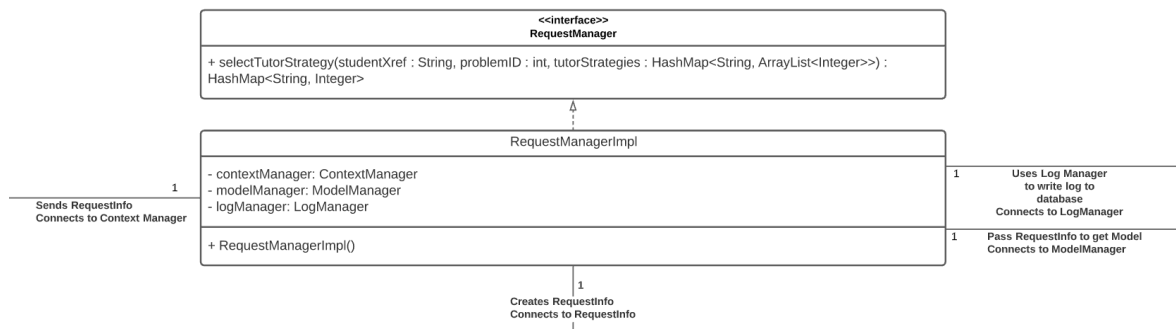 <<interface>>
RequestManager
+ selectTutorStrategy(studentXref : String, problemID : int, tutorStrategies : HashMap<String, ArrayList<Integer>>) :
HashMap<String, Integer>
RequestManagerImpl
- contextManager: ContextManager
- modelManager: ModelManager
- logManager: LogManager
+ RequestManagerImpl()
1
Sends RequestInfo
Connects to Context Manager
1
Uses Log Manager
to write log to
database
Connects to LogManager
1
Pass RequestInfo to get Model
Connects to ModelManager
1
Creates RequestInfo
Connects to RequestInfo